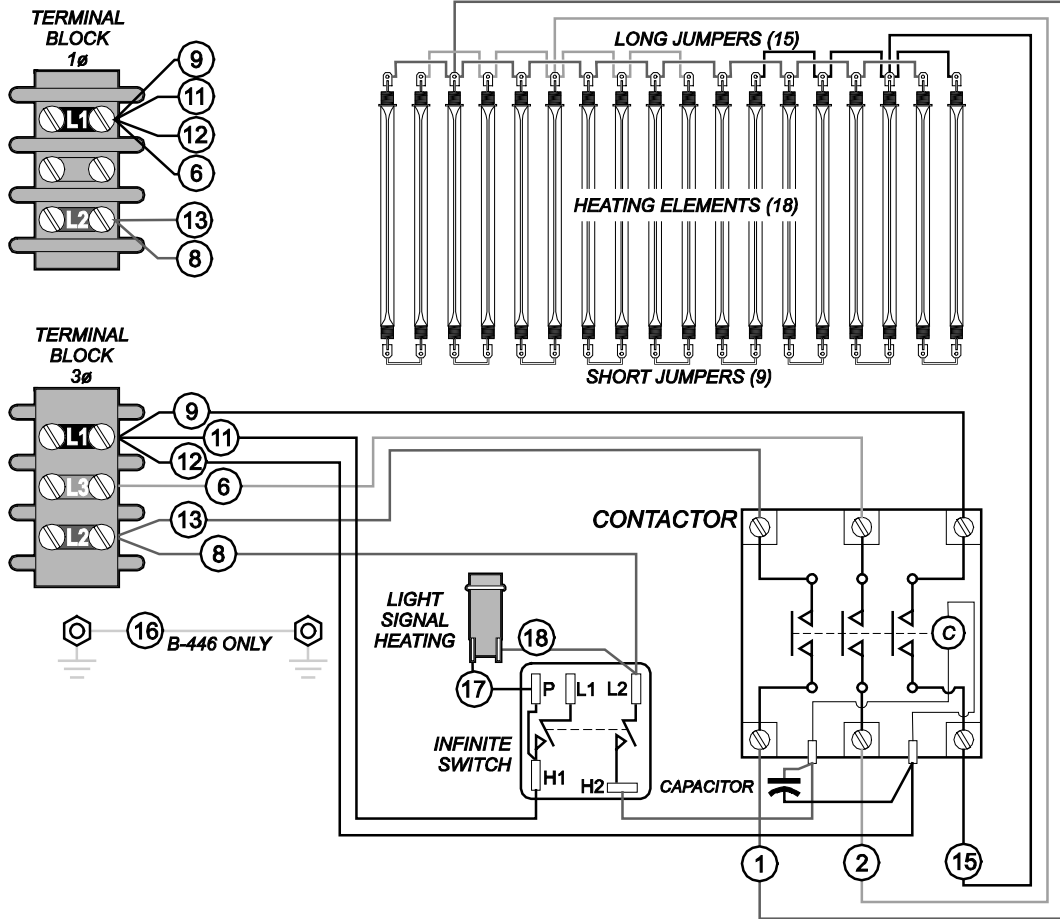 TERMINAL
BLOCK
1ø
L1
L2
9
11
12
6
13
8
LONG JUMPERS (15)
HEATING ELEMENTS (18)
SHORT JUMPERS (9)
TERMINAL
BLOCK
3ø
L1
L3
L2
9
11
12
6
13
8
16
B-446 ONLY
LIGHT
SIGNAL
HEATING
18
17
P
L1
L2
INFINITE
SWITCH
H1
H2
CONTACTOR
C
CAPACITOR
1
2
15